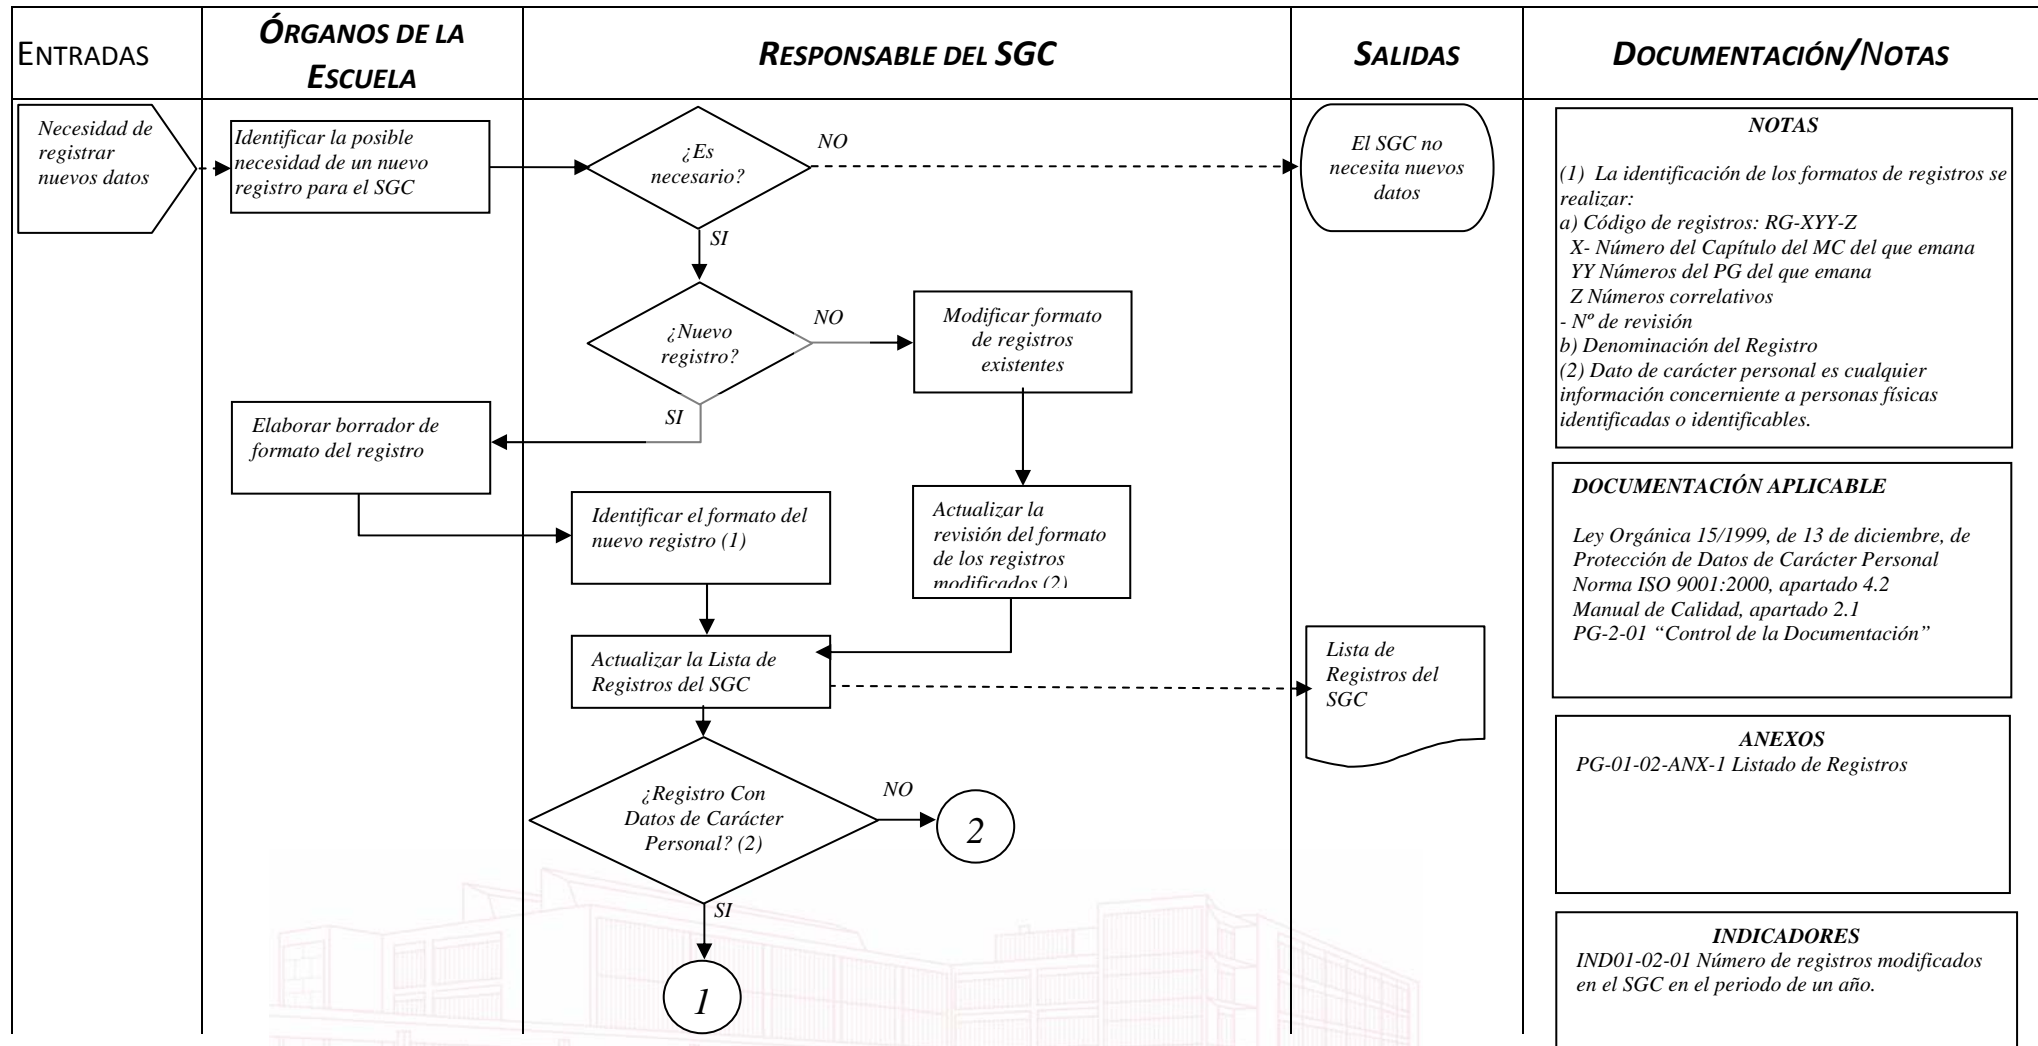 ENTRADAS
ÓRGANOS DE LA
ESCUELA
RESPONSABLE DEL SGC
SALIDAS
DOCUMENTACIÓN/NOTAS
Necesidad de
registrar
nuevos datos
Identificar la posible
necesidad de un nuevo
registro para el SGC
¿Es
necesario?
NO
SI
El SGC no
necesita nuevos
datos
¿Nuevo
registro?
NO
SI
Modificar formato
de registros
existentes
Elaborar borrador de
formato del registro
Identificar el formato del
nuevo registro (1)
Actualizar la
revisión del formato
de los registros
modificados (2)
Actualizar la Lista de
Registros del SGC
Lista de
Registros del
SGC
¿Registro Con
Datos de Carácter
Personal? (2)
NO
2
SI
1
NOTAS
(1) La identificación de los formatos de registros se
realizar:
a) Código de registros: RG-XYY-Z
X- Número del Capítulo del MC del que emana
YY Números del PG del que emana
Z Números correlativos
- Nº de revisión
b) Denominación del Registro
(2) Dato de carácter personal es cualquier
información concerniente a personas físicas
identificadas o identificables.
DOCUMENTACIÓN APLICABLE
Ley Orgánica 15/1999, de 13 de diciembre, de
Protección de Datos de Carácter Personal
Norma ISO 9001:2000, apartado 4.2
Manual de Calidad, apartado 2.1
PG-2-01 “Control de la Documentación”
ANEXOS
PG-01-02-ANX-1 Listado de Registros
INDICADORES
IND01-02-01 Número de registros modificados
en el SGC en el periodo de un año.